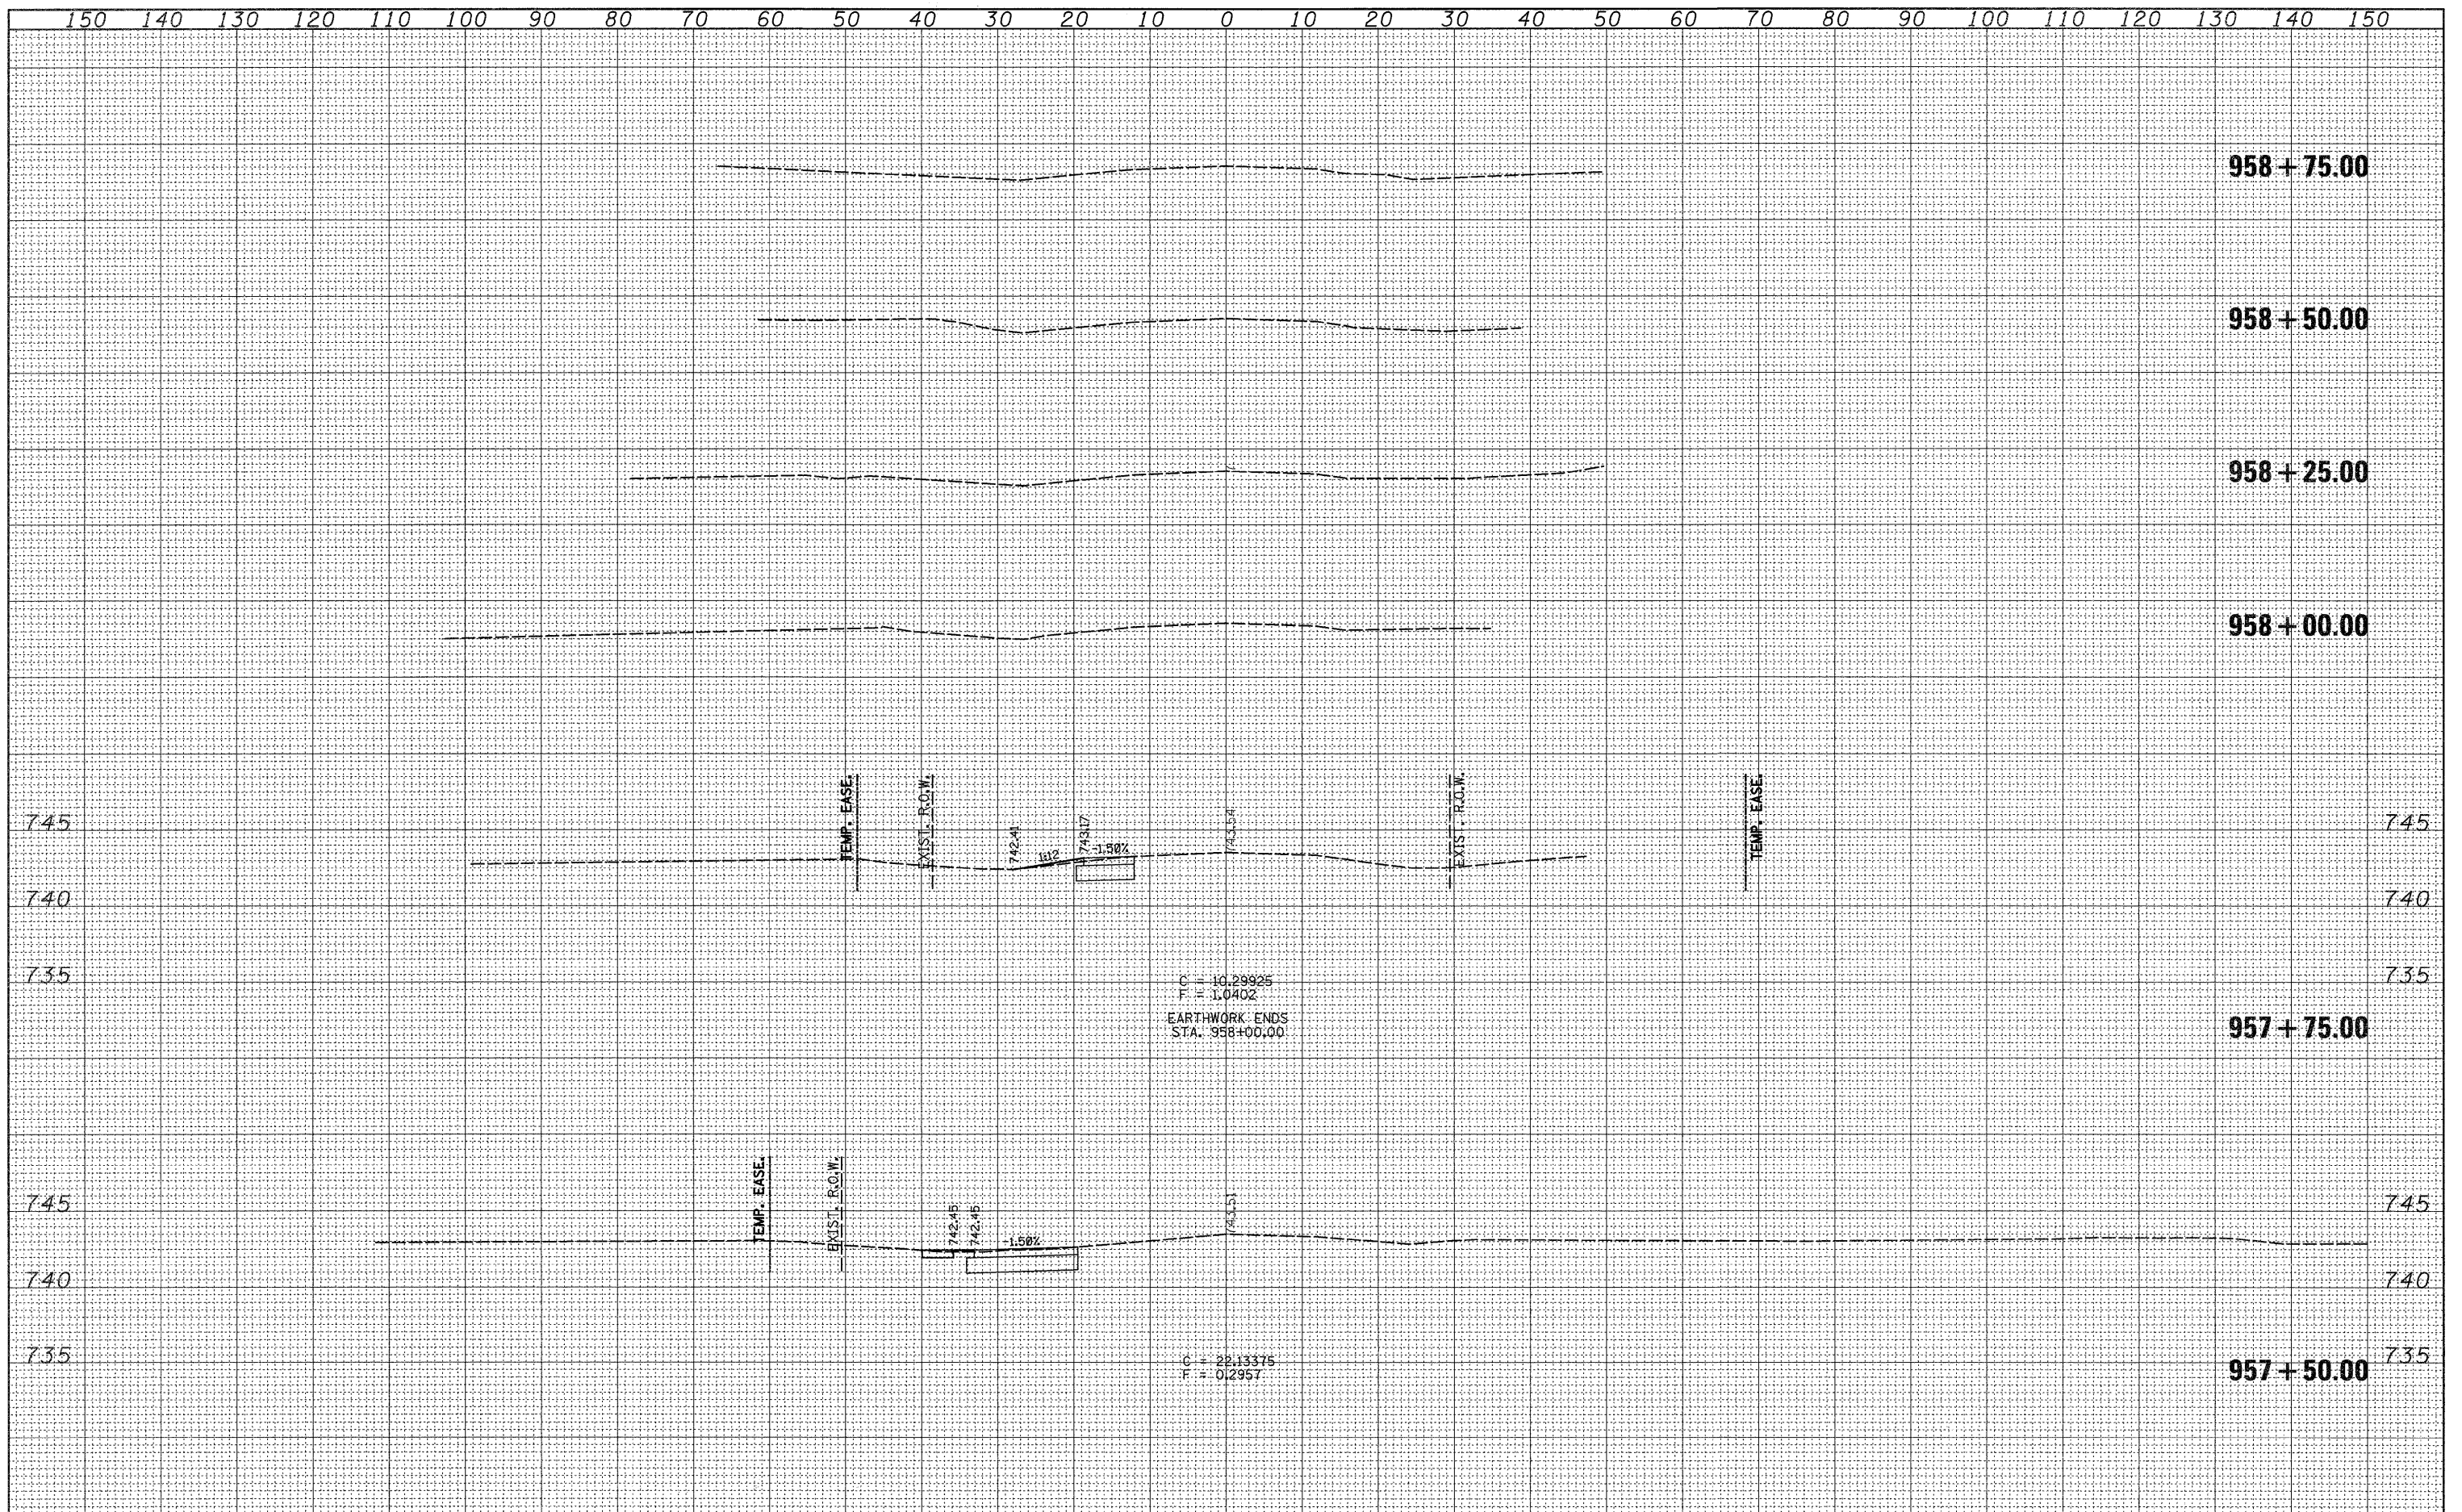 150 140 130 120 110 100 90 80 70 60 50 40 30 20 10 0 10 20 30 40 50 60 70 80 90 100 110 120 130 140 150
958+75.00
958+50.00
958+25.00
958+00.00
TEMP. EASE.
EXIST. R.O.W.
742.41
1:12
743.17
-1.50%
743.54
EXIST. R.O.W.
TEMP. EASE.
745 745
740 740
735 735
C = 10.29925
F = 1.0402
EARTHWORK ENDS
STA. 958+00.00
957+75.00
TEMP. EASE.
EXIST. R.O.W.
742.45
742.45
-1.50%
743.51
745 745
740 740
735 735
C = 22.13375
F = 0.2957
957+50.00